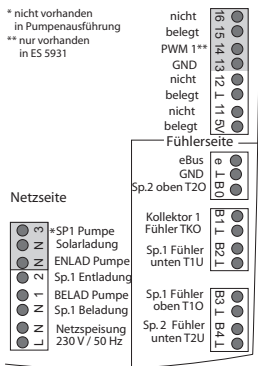 * nicht vorhanden
in Pumpenausführung
** nur vorhanden
in ES 5931
nicht
belegt
PWM 1**
GND
nicht
belegt
nicht
belegt
16
15
14
13
12
⊥
11
5V
Fühlerseite
eBus
GND
Sp.2 oben T2O
e
⊥
B0
Kollektor 1
Fühler TKO
Sp.1 Fühler
unten T1U
B1
⊥
B2
⊥
Sp.1 Fühler
oben T1O
Sp. 2 Fühler
unten T2U
B3
⊥
B4
⊥
Netzseite
3
N
N
2
1
N
N
L
*SP1 Pumpe
Solarladung
ENLAD Pumpe
Sp.1 Entladung
BELAD Pumpe
Sp.1 Beladung
Netzspeisung
230 V / 50 Hz